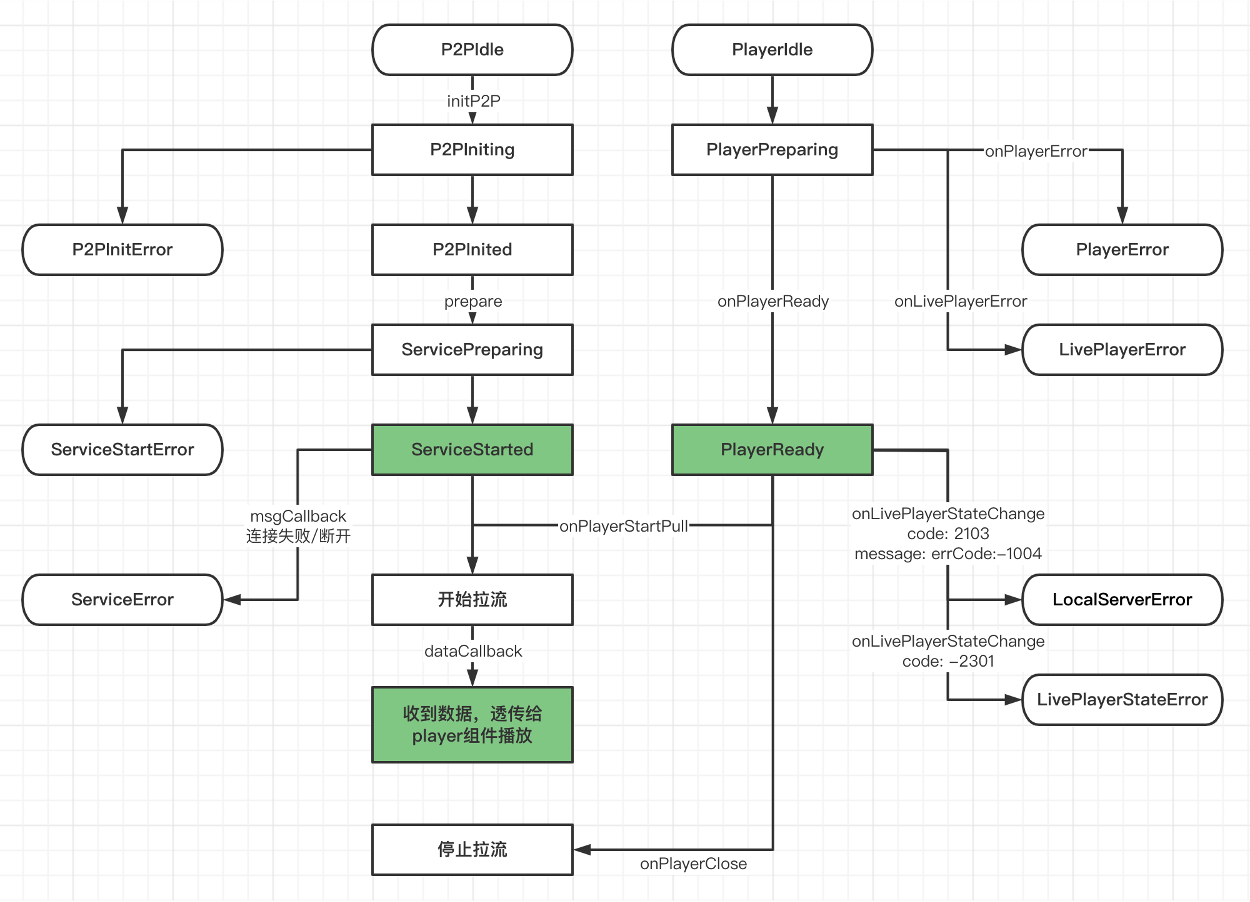 P2PIdle
PlayerIdle
initP2P
P2PIniting
PlayerPreparing
onPlayerError
P2PInitError
P2PInited
PlayerError
prepare
onPlayerReady
onLivePlayerError
ServicePreparing
LivePlayerError
ServiceStartError
ServiceStarted
PlayerReady
msgCallback
连接失败/断开
onPlayerStartPull
onLivePlayerStateChange
code: 2103
message: errCode:-1004
ServiceError
开始拉流
LocalServerError
dataCallback
onLivePlayerStateChange
code: -2301
LivePlayerStateError
收到数据，透传给
player组件播放
停止拉流
onPlayerClose